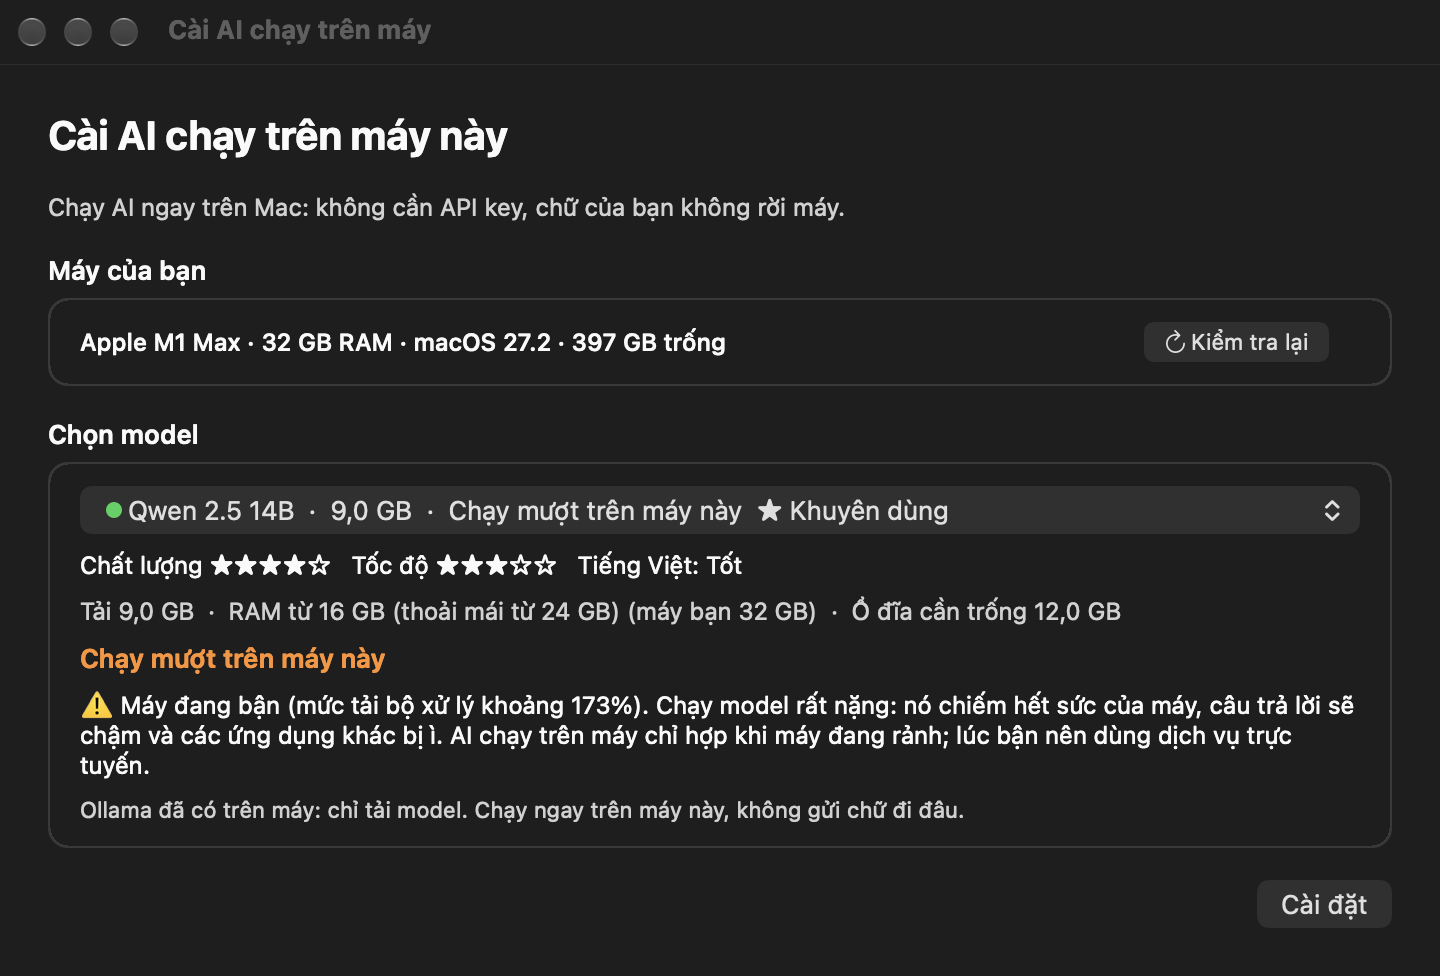 Cài AI chạy trên máy
Cài AI chạy trên máy này
Chạy AI ngay trên Mac: không cần API key, chữ của bạn không rời máy.
Máy của bạn
Apple M1 Max · 32 GB RAM · macOS 27.2 · 397 GB trống
Kiểm tra lại
Chọn model
Qwen 2.5 14B · 9,0 GB · Chạy mượt trên máy này ★ Khuyên dùng
Chất lượng ★★★★☆ Tốc độ ★★★☆☆ Tiếng Việt: Tốt
Tải 9,0 GB · RAM từ 16 GB (thoải mái từ 24 GB) (máy bạn 32 GB) · Ổ đĩa cần trống 12,0 GB
Chạy mượt trên máy này
⚠️ Máy đang bận (mức tải bộ xử lý khoảng 173%). Chạy model rất nặng: nó chiếm hết sức của máy, câu trả lời sẽ
chậm và các ứng dụng khác bị ì. AI chạy trên máy chỉ hợp khi máy đang rảnh; lúc bận nên dùng dịch vụ trực
tuyến.
Ollama đã có trên máy: chỉ tải model. Chạy ngay trên máy này, không gửi chữ đi đâu.
Cài đặt